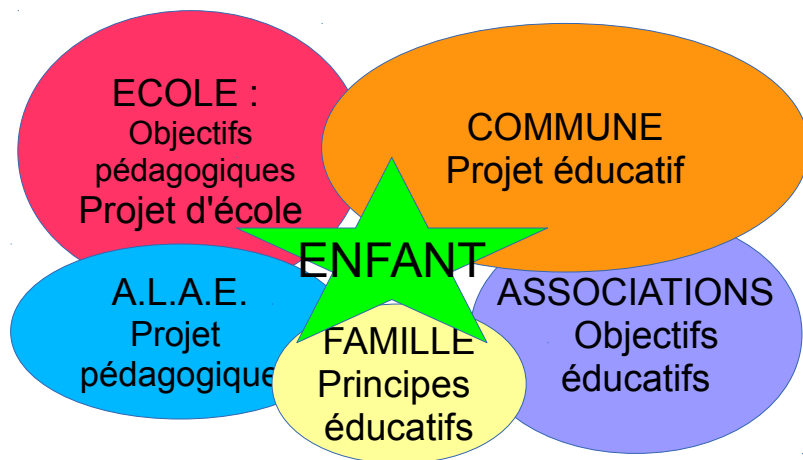 ECOLE :
Objectifs
pédagogiques
Projet d'école
COMMUNE
Projet éducatif
ENFANT
A.L.A.E.
Projet
pédagogique
FAMILLE
Principes
éducatifs
ASSOCIATIONS
Objectifs
éducatifs